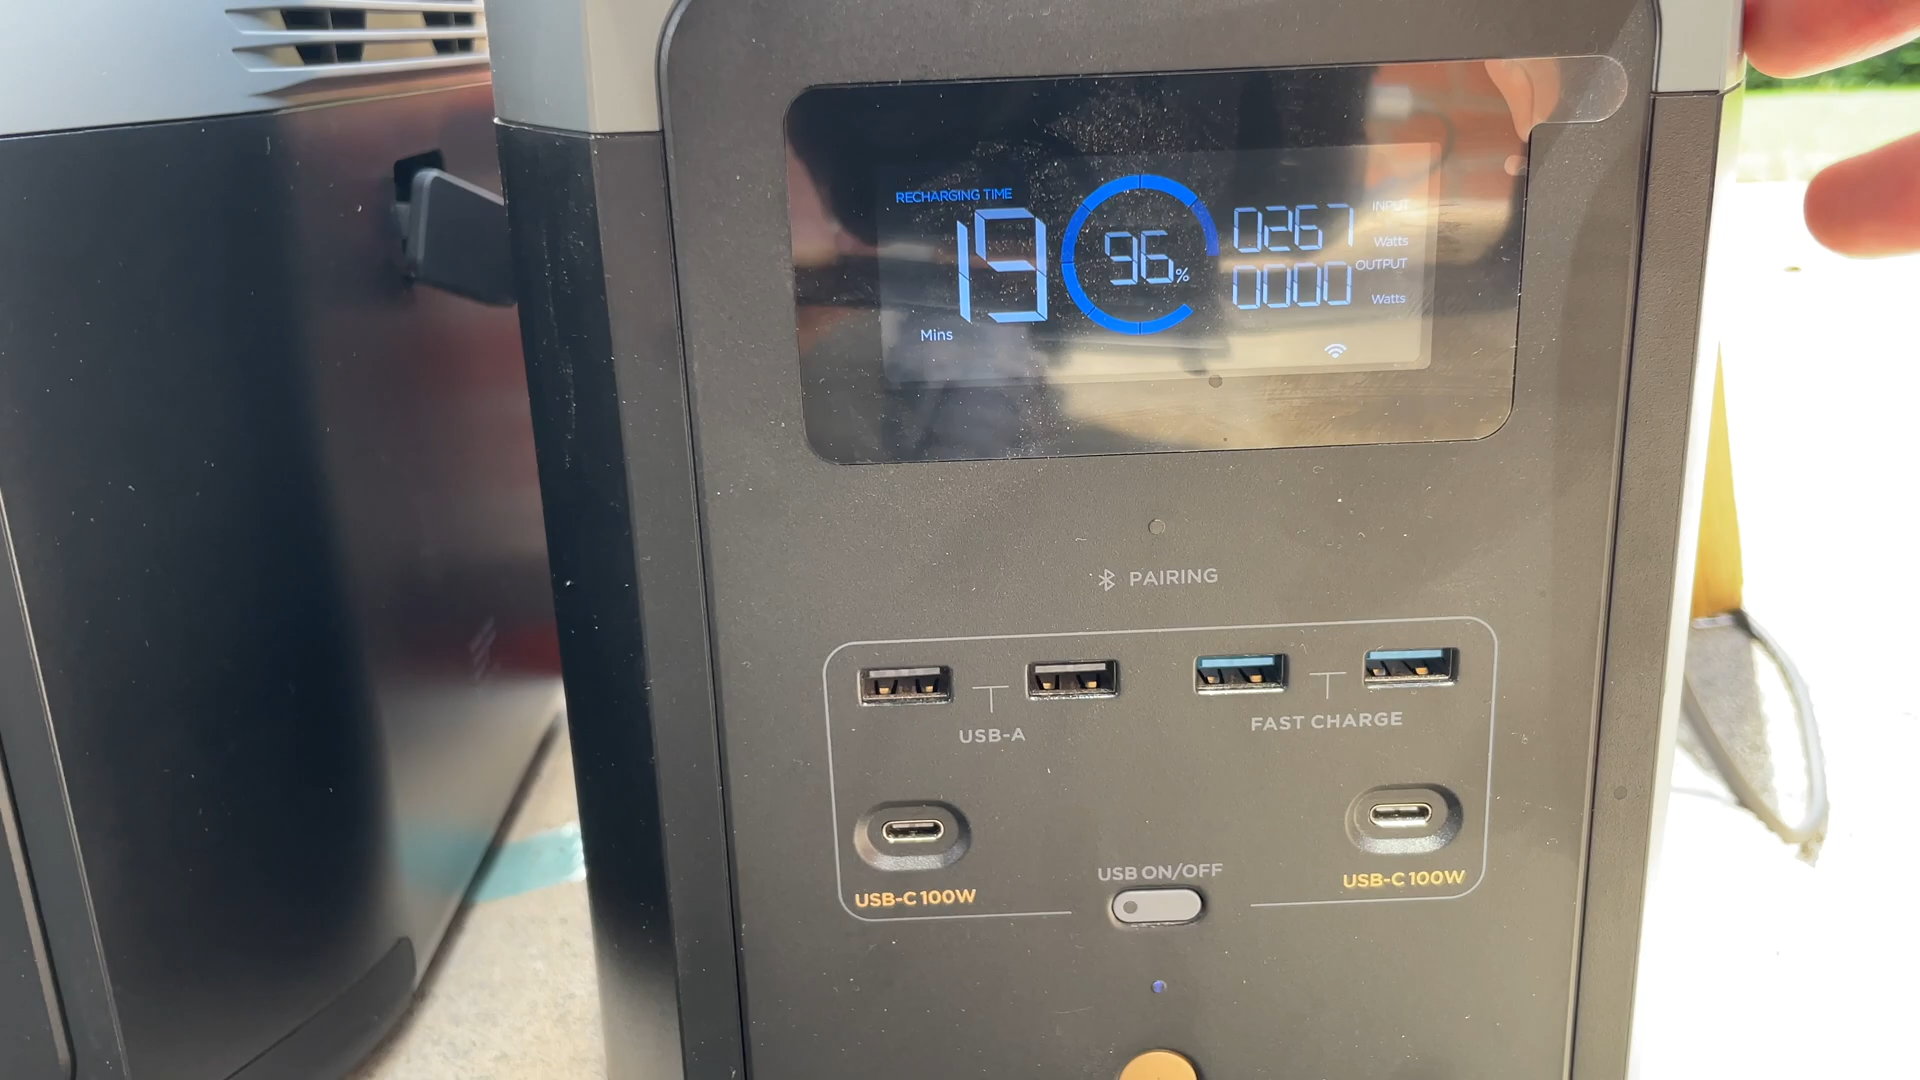 RECHARGING TIME
19
Mins
96%
0267
INPUT
Watts
0000
OUTPUT
Watts
PAIRING
USB-A
FAST CHARGE
USB-C 100W
USB ON/OFF
USB-C 100W